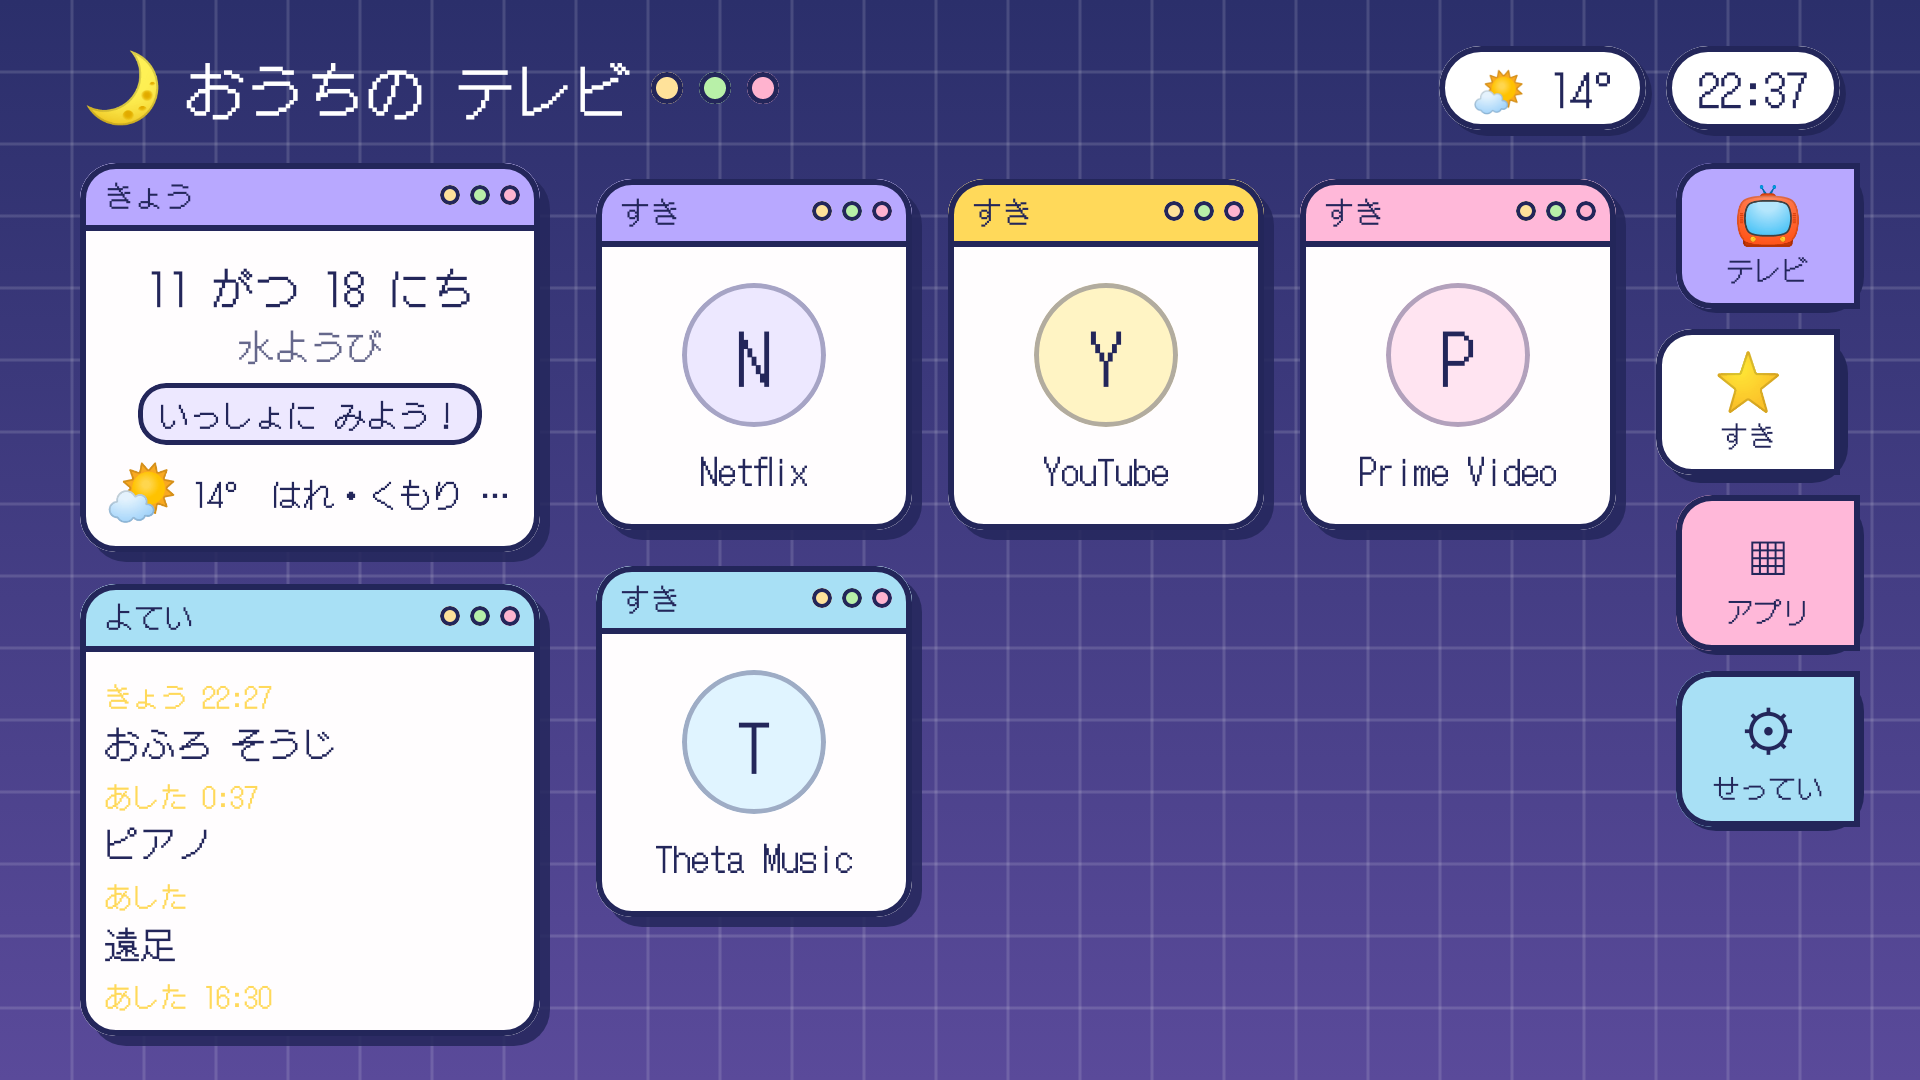 おうちの テレビ
14°
22:37
きょう
11 がつ 18 にち
水ようび
いっしょに みよう！
14° はれ・くもり …
よてい
きょう 22:27
おふろ そうじ
あした 0:37
ピアノ
あした
遠足
あした 16:30
すき
N
Netflix
すき
Y
YouTube
すき
P
Prime Video
すき
T
Theta Music
テレビ
すき
アプリ
せってい